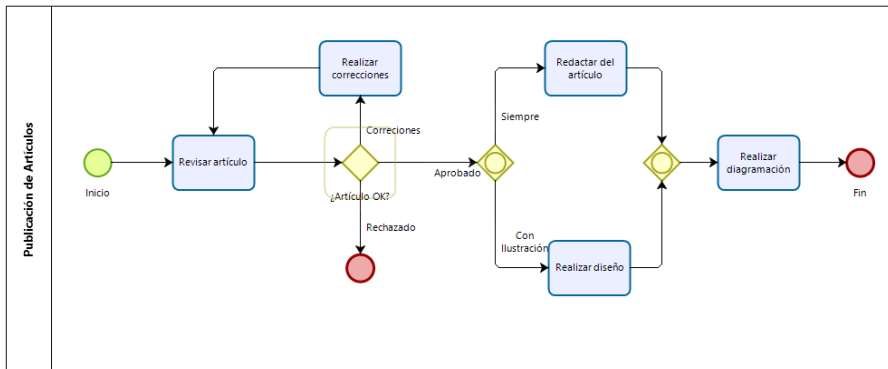 Publicación de Artículos
Inicio
Revisar artículo
Realizar
correcciones
Correciones
¿Artículo OK?
Rechazado
Aprobado
Siempre
Redactar del
artículo
Con
Ilustración
Realizar diseño
Realizar
diagramación
Fin